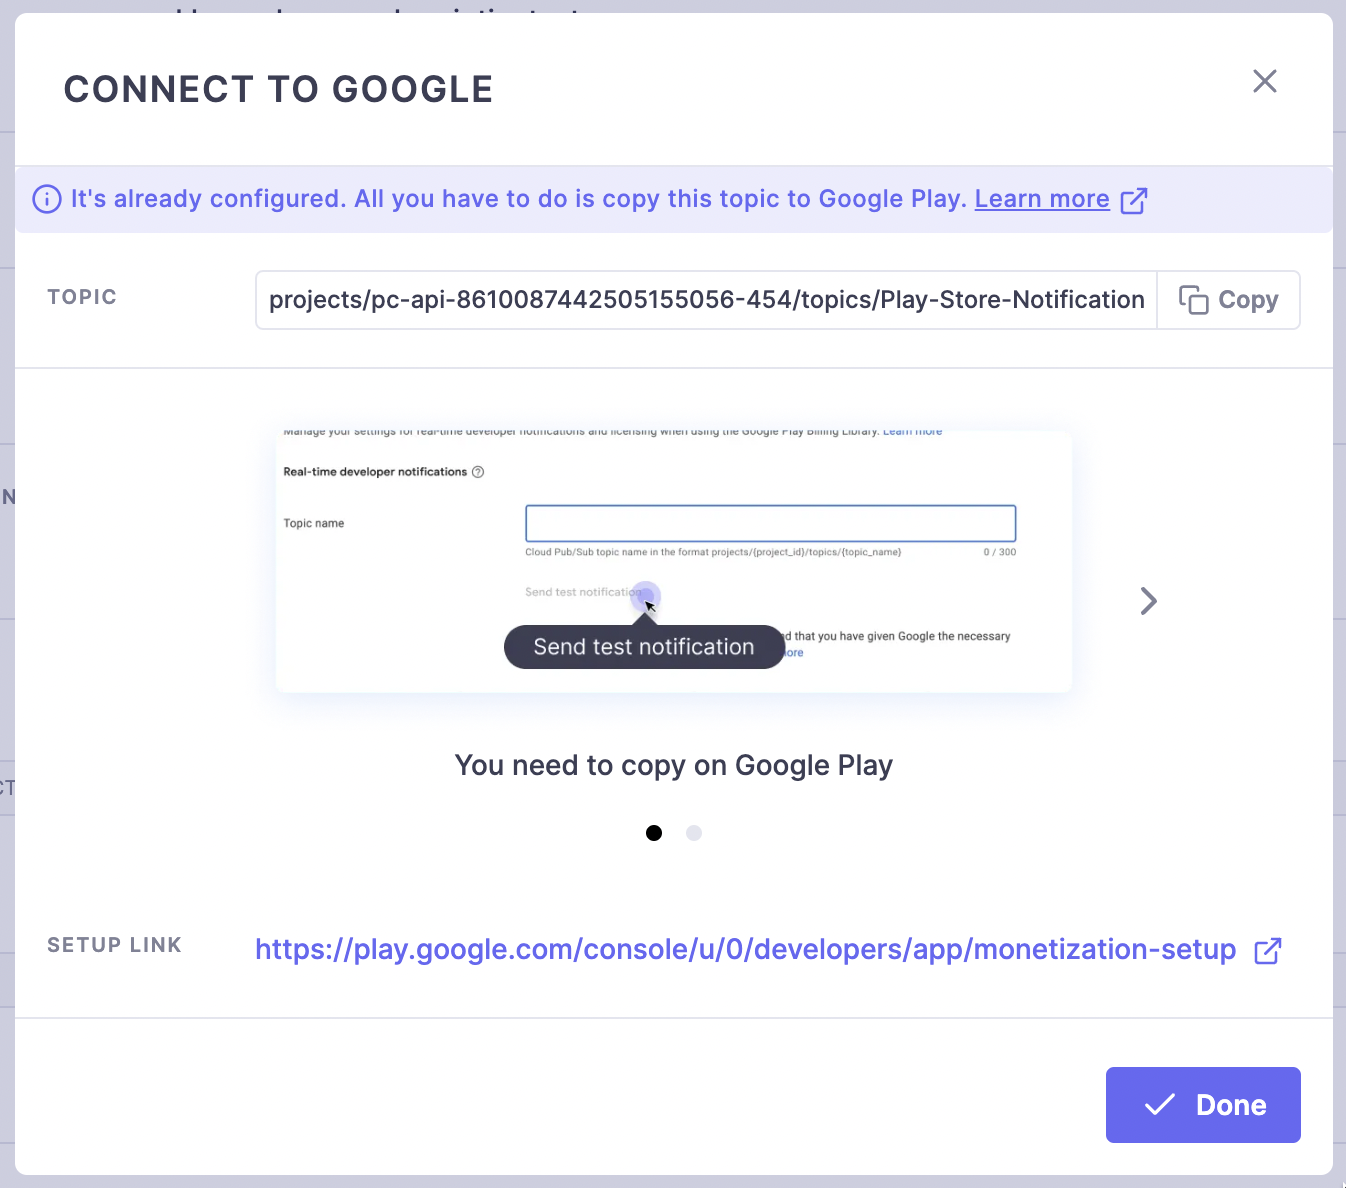 CONNECT TO GOOGLE
It's already configured. All you have to do is copy this topic to Google Play. Learn more
TOPIC
projects/pc-api-8610087442505155056-454/topics/Play-Store-Notification
Copy
Manage your settings for real-time developer notifications and licensing when using the Google Play Billing Library. Learn more
Real-time developer notifications
Topic name
Cloud Pub/Sub topic name in the format projects/{project_id}/topics/{topic_name}
0 / 300
Send test notification
Send test notification
that you have given Google the necessary
You need to copy on Google Play
SETUP LINK
https://play.google.com/console/u/0/developers/app/monetization-setup
Done